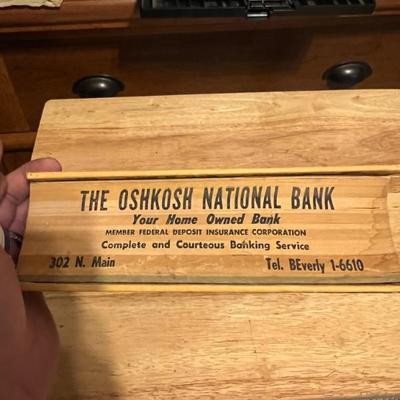 THE OSHKOSH NATIONAL BANK
Your Home Owned Bank
MEMBER FEDERAL DEPOSIT INSURANCE CORPORATION
Complete and Courteous Banking Service
302 N. Main Tel. BEverly 1-6610